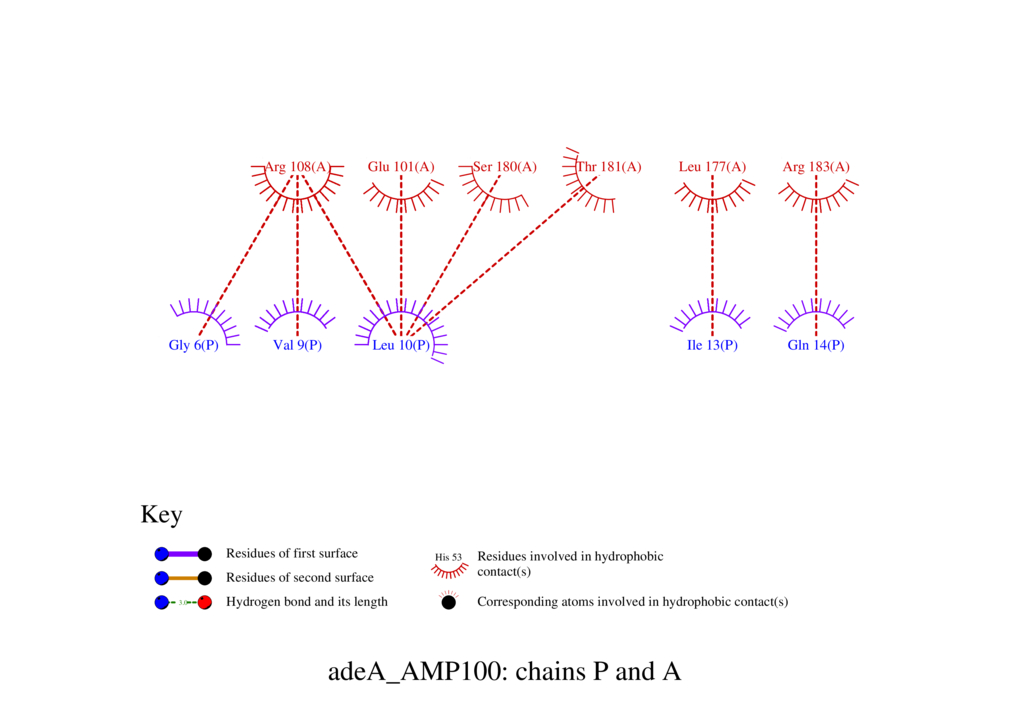 Arg 108(A) Glu 101(A) Ser 180(A) Thr 181(A) Leu 177(A) Arg 183(A)
Gly 6(P) Val 9(P) Leu 10(P) Ile 13(P) Gln 14(P)
Key
Residues of first surface
Residues of second surface
3.0 Hydrogen bond and its length
His 53 Residues involved in hydrophobic
contact(s)
Corresponding atoms involved in hydrophobic contact(s)
adeA_AMP100: chains P and A